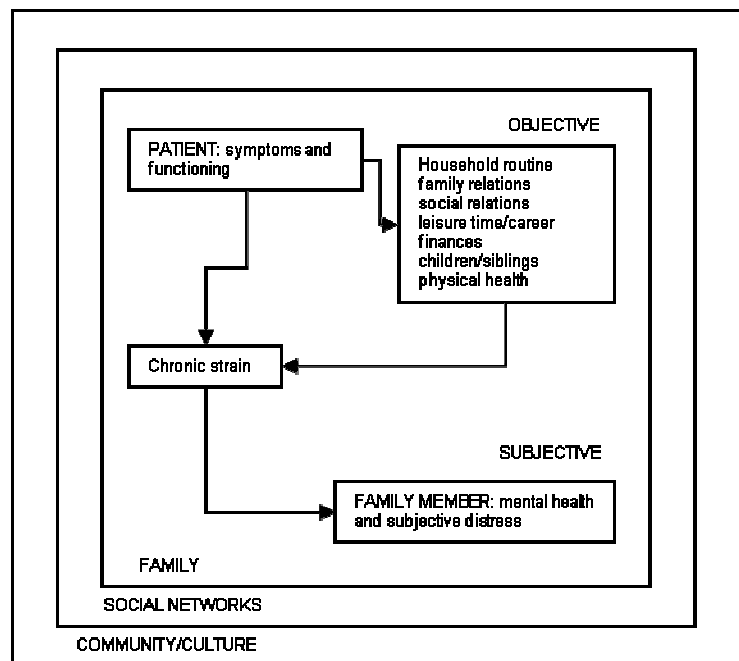 OBJECTIVE
PATIENT: symptoms and
functioning
Household routine
family relations
social relations
leisure time/career
finances
children/siblings
physical health
Chronic strain
SUBJECTIVE
FAMILY MEMBER: mental health
and subjective distress
FAMILY
SOCIAL NETWORKS
COMMUNITY/CULTURE